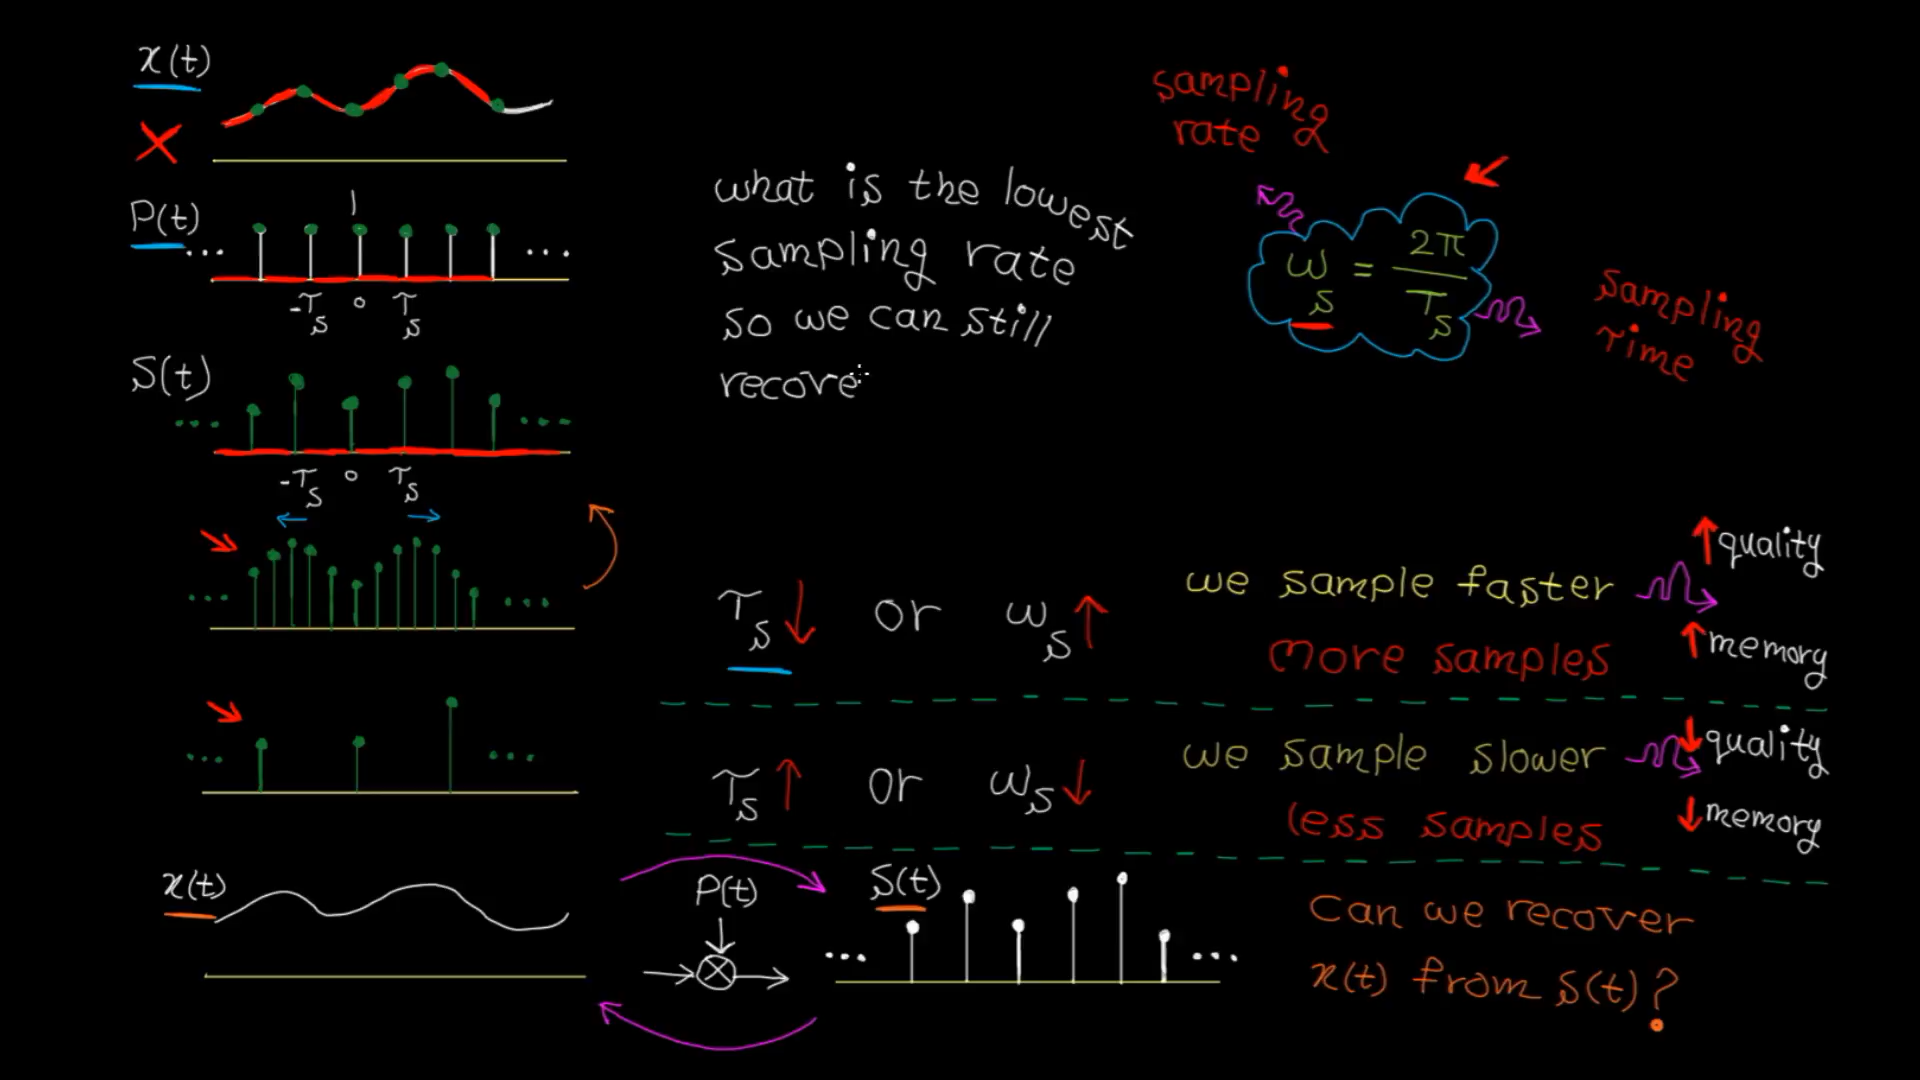 x(t)
P(t)
1
...
...
-Ts 0 Ts
S(t)
...
...
-Ts 0 Ts
...
...
...
...
x(t)
what is the lowest
sampling rate
so we can still
recove
sampling
rate
ωs = 2π/Ts
sampling
time
Ts↓ or ωs↑
we sample faster
more samples
↑quality
↑memory
Ts↑ or ωs↓
we sample slower
less samples
↓quality
↓memory
P(t)
S(t)
...
...
Can we recover
x(t) from s(t)?